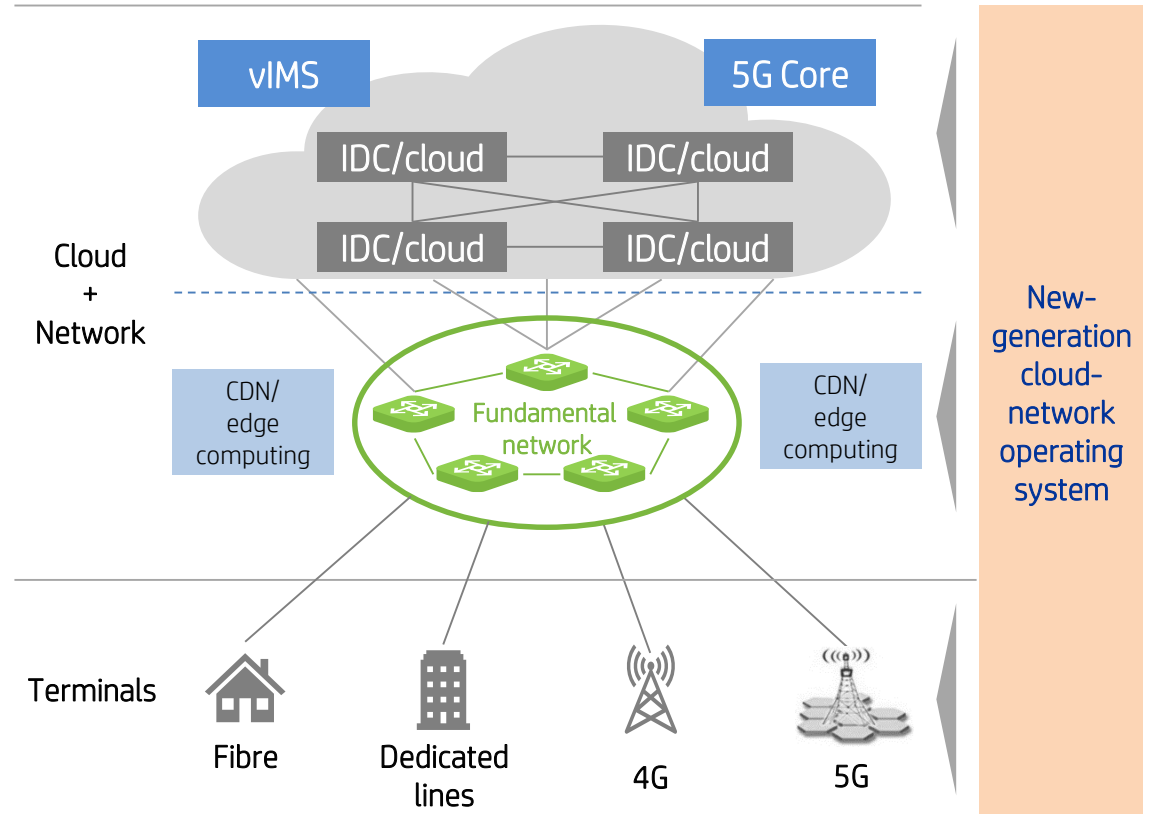 vIMS
5G Core
IDC/cloud
IDC/cloud
IDC/cloud
IDC/cloud
Cloud
+
Network
CDN/
edge
computing
Fundamental
network
CDN/
edge
computing
New-
generation
cloud-
network
operating
system
Terminals
Fibre
Dedicated
lines
4G
5G